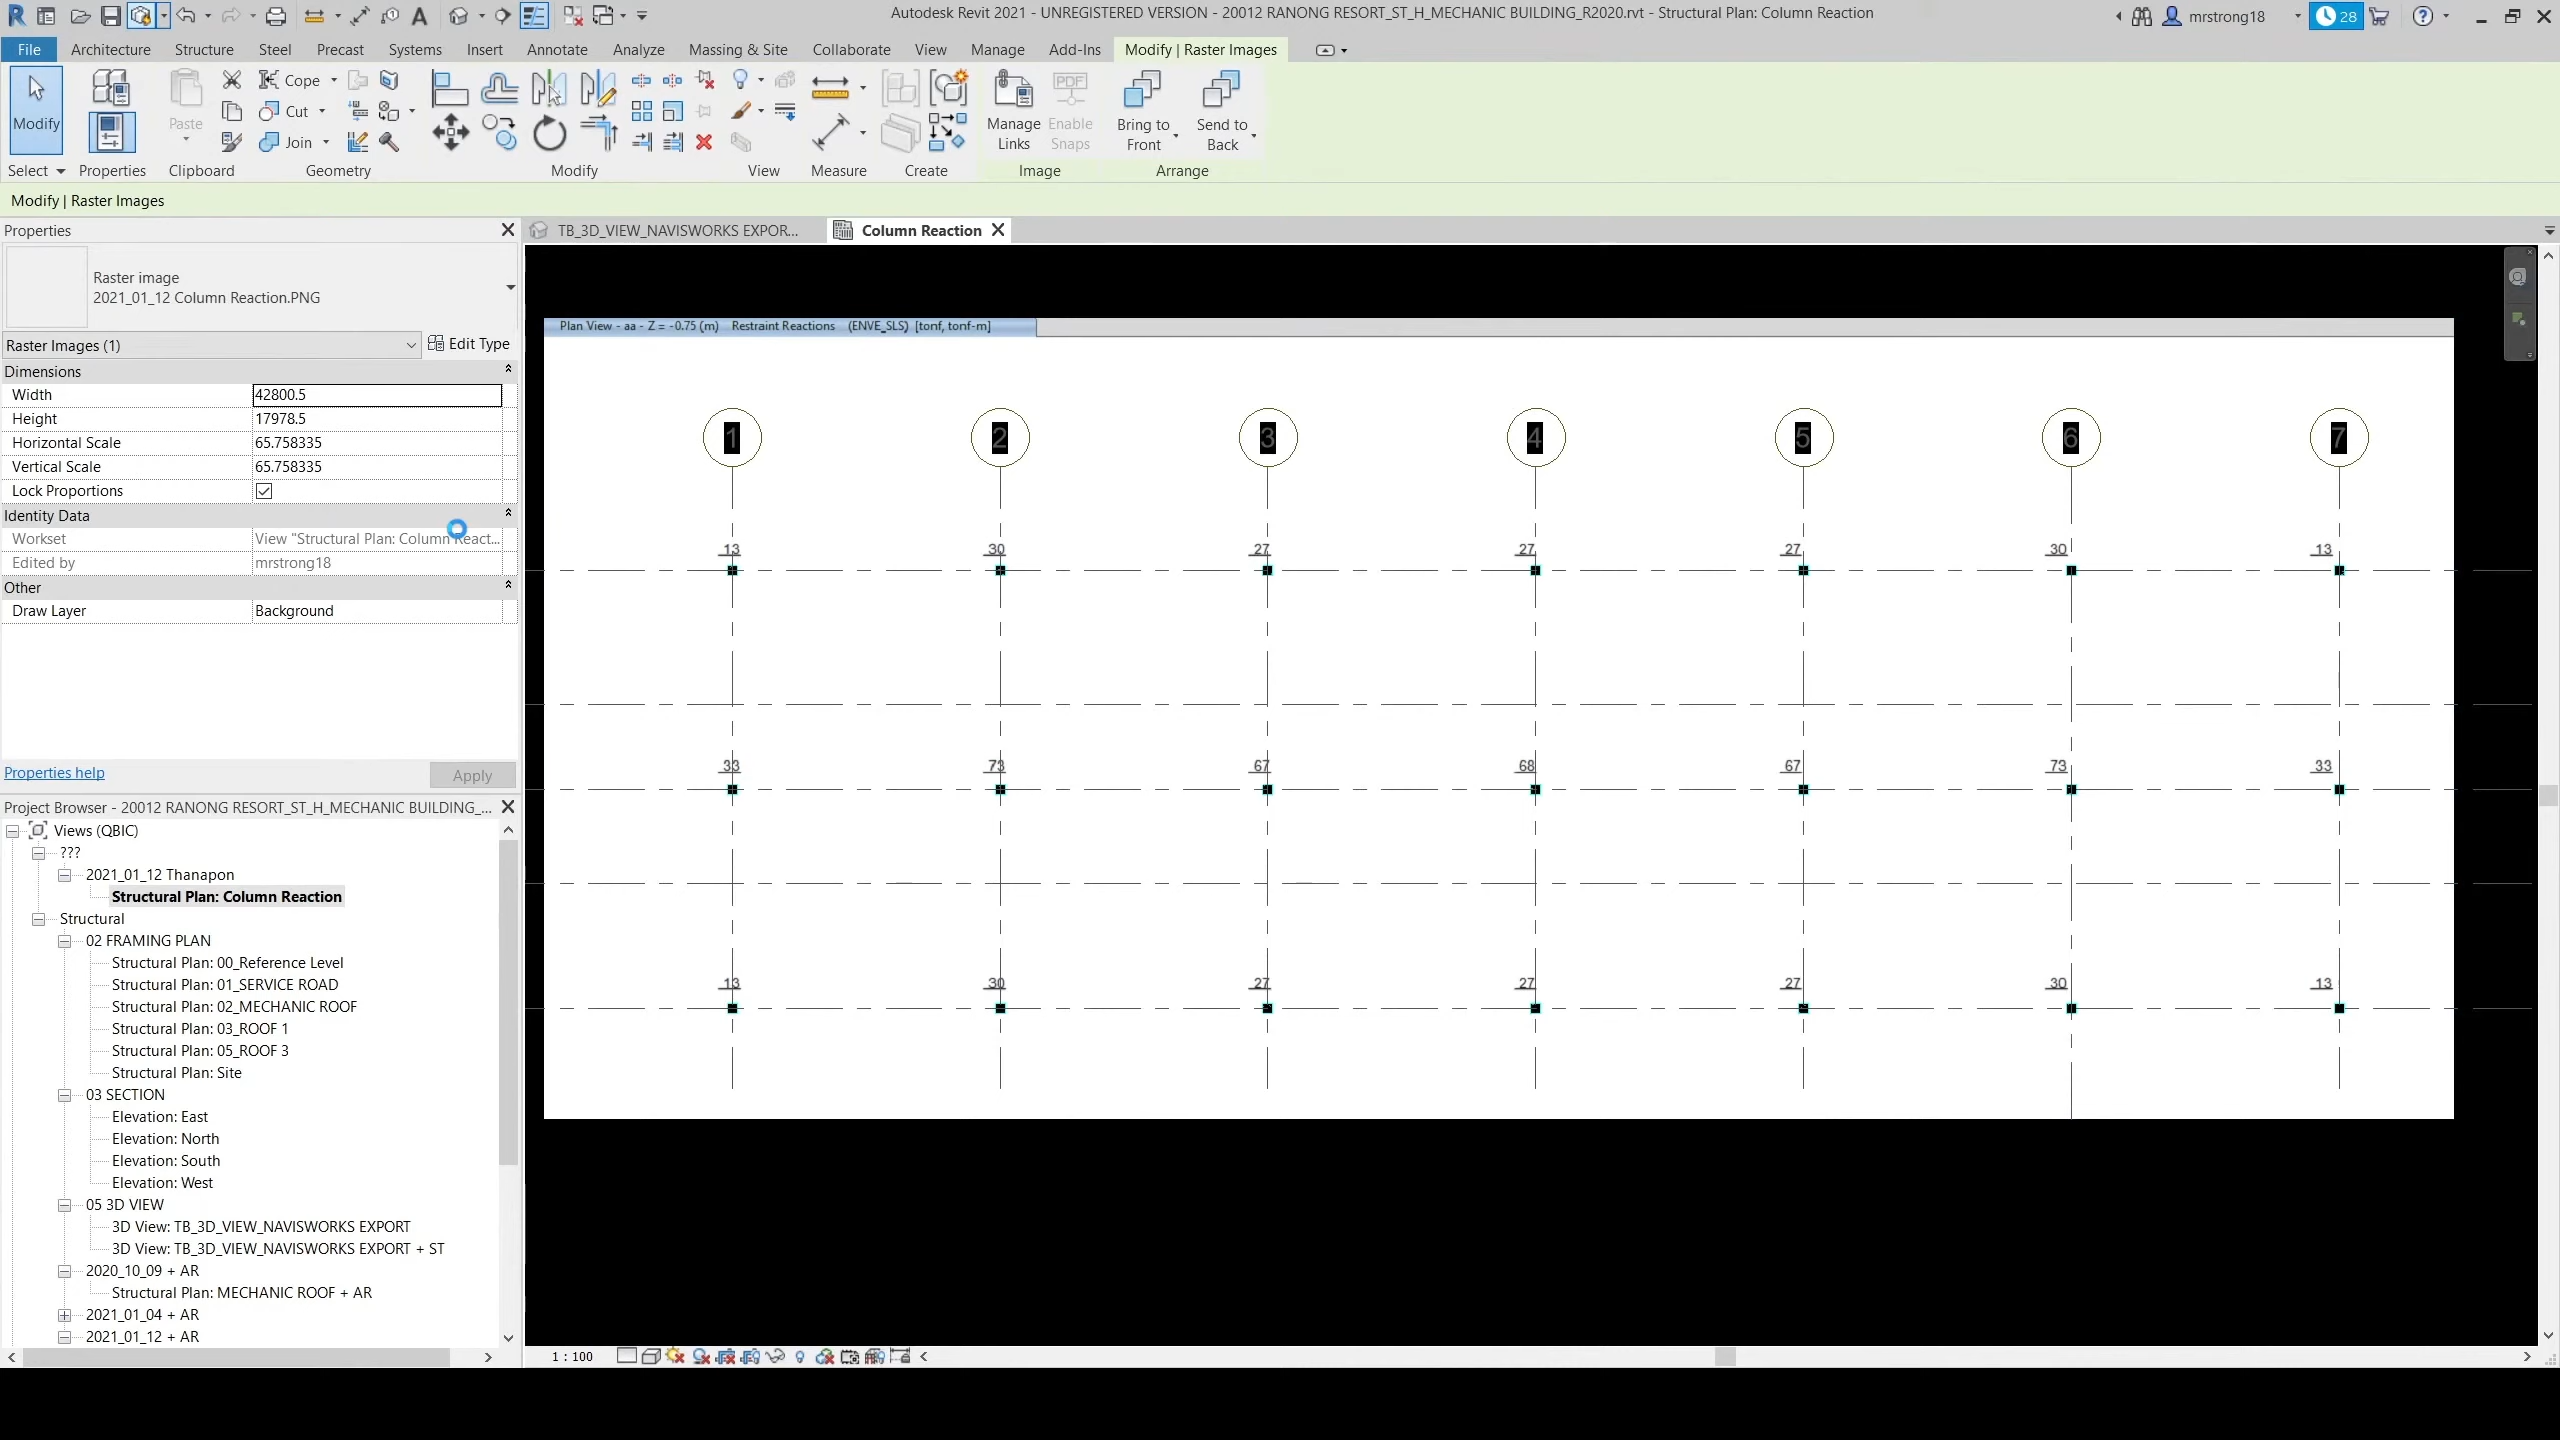 Autodesk Revit 2021 - UNREGISTERED VERSION - 20012 RANONG RESORT_ST_H_MECHANIC BUILDING_R2020.rvt - Structural Plan: Column Reaction
mrstrong18
28
File Architecture Structure Steel Precast Systems Insert Annotate Analyze Massing & Site Collaborate View Manage Add-Ins Modify | Raster Images
Modify
Paste
Cope
Cut
Join
Manage Links
Enable Snaps
Bring to Front
Send to Back
Select Properties Clipboard Geometry Modify View Measure Create Image Arrange
Modify | Raster Images
Properties
TB_3D_VIEW_NAVISWORKS EXPOR...
Column Reaction
Raster image
2021_01_12 Column Reaction.PNG
Raster Images (1)
Edit Type
Dimensions
Width 42800.5
Height 17978.5
Horizontal Scale 65.758335
Vertical Scale 65.758335
Lock Proportions
Identity Data
Workset View "Structural Plan: Column React...
Edited by mrstrong18
Other
Draw Layer Background
Properties help
Apply
Project Browser - 20012 RANONG RESORT_ST_H_MECHANIC BUILDING_...
Views (QBIC)
???
2021_01_12 Thanapon
Structural Plan: Column Reaction
Structural
02 FRAMING PLAN
Structural Plan: 00_Reference Level
Structural Plan: 01_SERVICE ROAD
Structural Plan: 02_MECHANIC ROOF
Structural Plan: 03_ROOF 1
Structural Plan: 05_ROOF 3
Structural Plan: Site
03 SECTION
Elevation: East
Elevation: North
Elevation: South
Elevation: West
05 3D VIEW
3D View: TB_3D_VIEW_NAVISWORKS EXPORT
3D View: TB_3D_VIEW_NAVISWORKS EXPORT + ST
2020_10_09 + AR
Structural Plan: MECHANIC ROOF + AR
2021_01_04 + AR
2021_01_12 + AR
Plan View - aa - Z = -0.75 (m) Restraint Reactions (ENVE_SLS) [tonf, tonf-m]
1 2 3 4 5 6 7
13 30 27 27 27 30 13
33 73 67 68 67 73 33
13 30 27 27 27 30 13
1 : 100